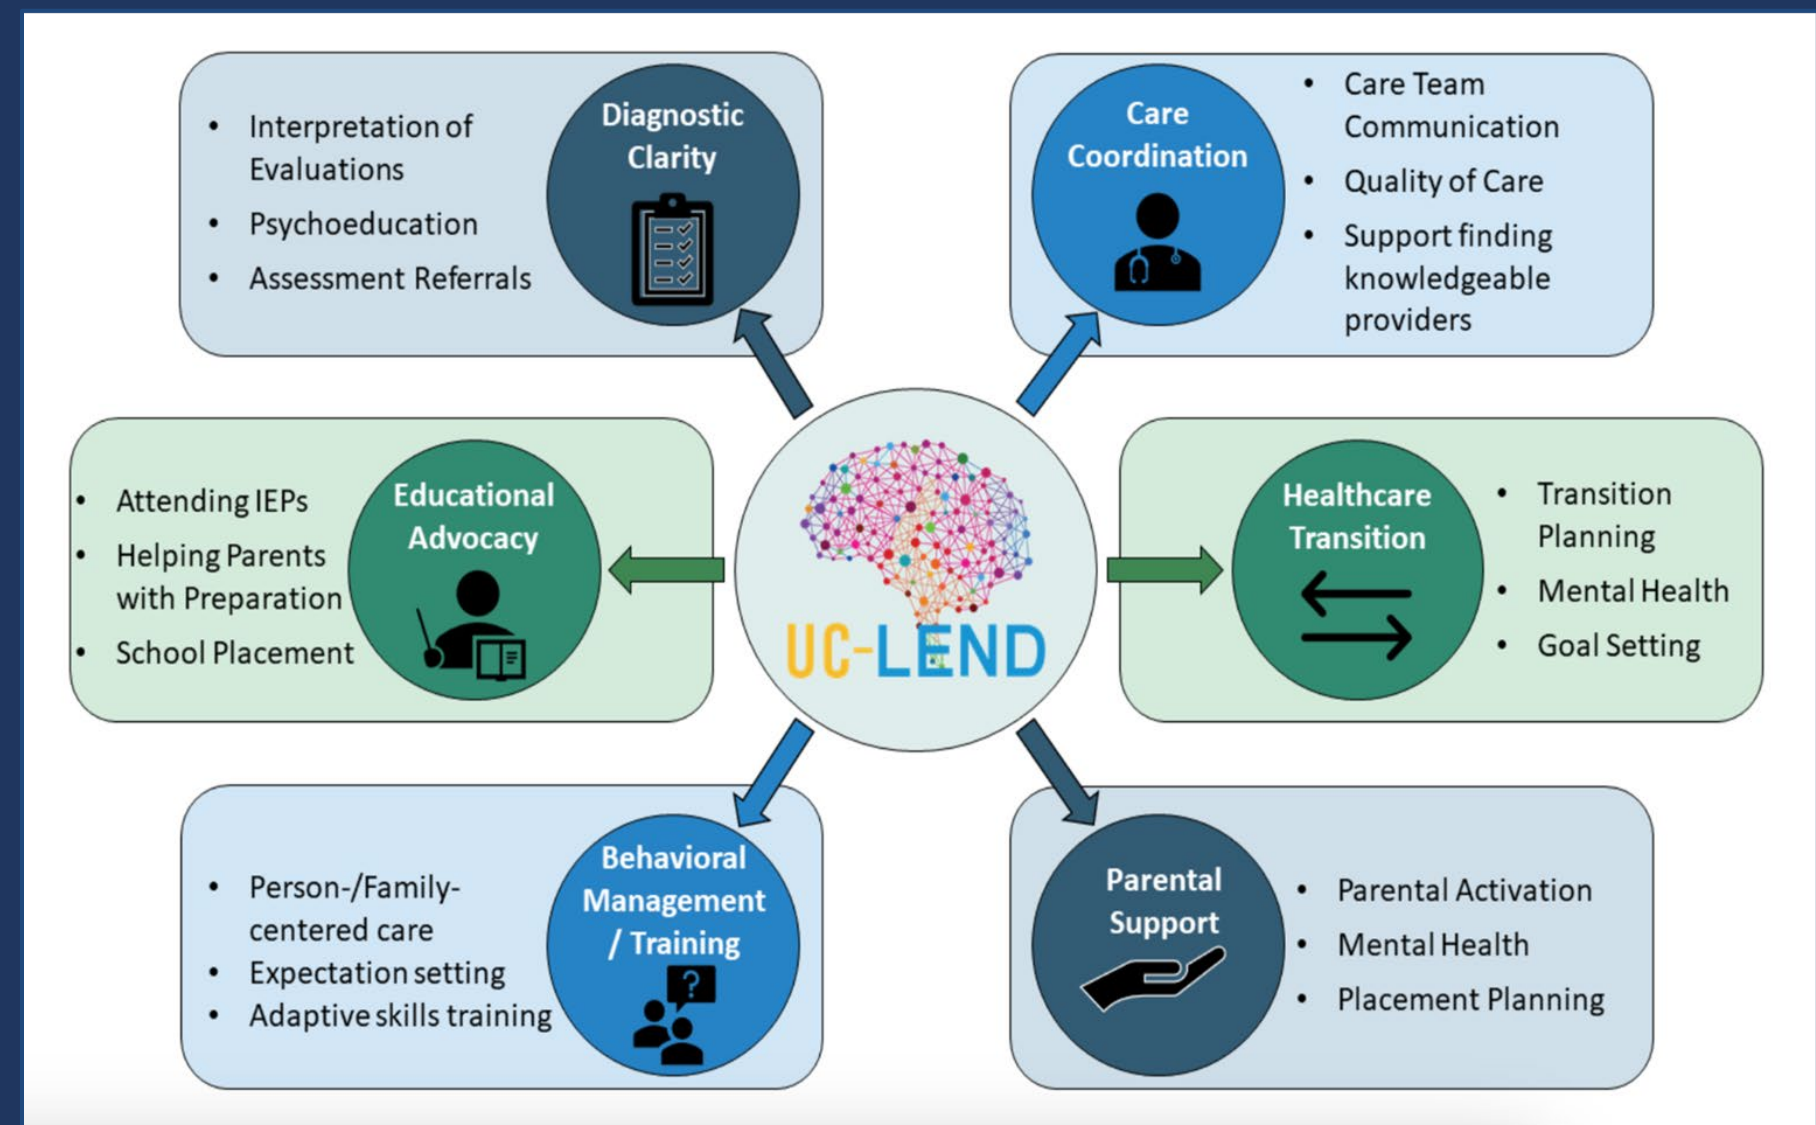 Diagnostic
Clarity
• Interpretation of
Evaluations
• Psychoeducation
• Assessment Referrals
Care
Coordination
• Care Team
Communication
• Quality of Care
• Support finding
knowledgeable
providers
Educational
Advocacy
• Attending IEPs
• Helping Parents
with Preparation
• School Placement
UC-LEND
Healthcare
Transition
• Transition
Planning
• Mental Health
• Goal Setting
Behavioral
Management
/ Training
?
• Person-/Family-
centered care
• Expectation setting
• Adaptive skills training
Parental
Support
• Parental Activation
• Mental Health
• Placement Planning